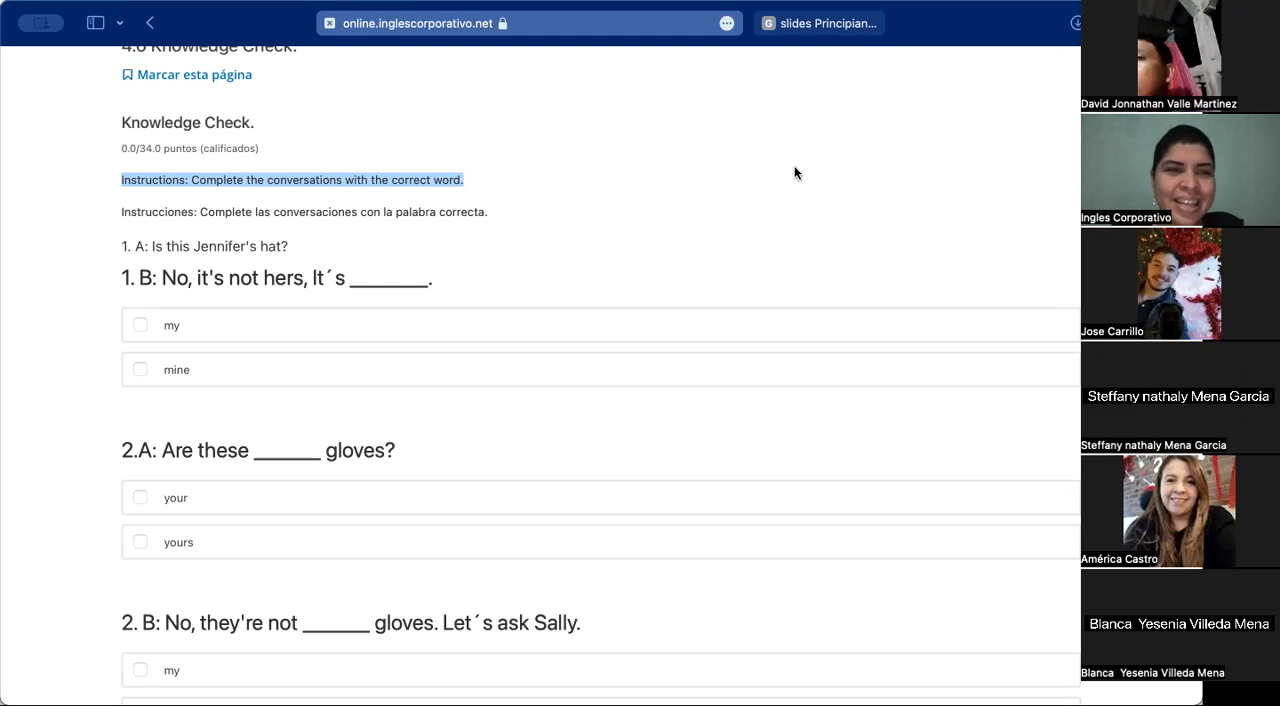 online.inglescorporativo.net
G slides Principian...
4.6 Knowledge Check.
Marcar esta página
Knowledge Check.
0.0/34.0 puntos (calificados)
Instructions: Complete the conversations with the correct word.
Instrucciones: Complete las conversaciones con la palabra correcta.
1. A: Is this Jennifer's hat?
1. B: No, it's not hers, It´s ________.
my
mine
2.A: Are these _______ gloves?
your
yours
2. B: No, they're not _______ gloves. Let´s ask Sally.
my
David Jonnathan Valle Martinez
Ingles Corporativo
Jose Carrillo
Steffany nathaly Mena Garcia
Steffany nathaly Mena Garcia
América Castro
Blanca Yesenia Villeda Mena
Blanca Yesenia Villeda Mena